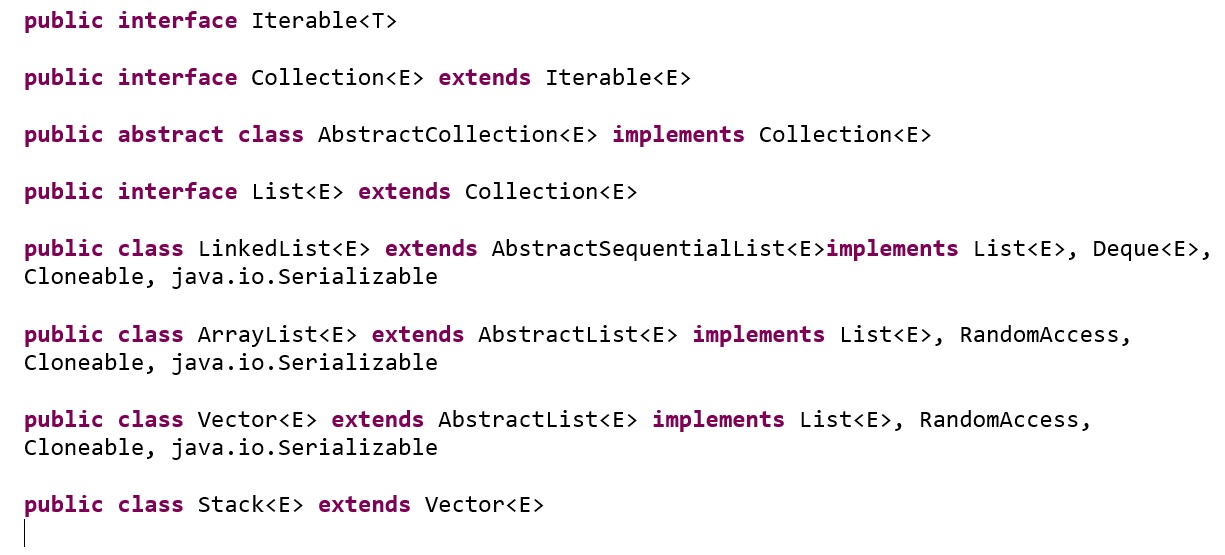 public interface Iterable<T>
public interface Collection<E> extends Iterable<E>
public abstract class AbstractCollection<E> implements Collection<E>
public interface List<E> extends Collection<E>
public class LinkedList<E> extends AbstractSequentialList<E>implements List<E>, Deque<E>,
Cloneable, java.io.Serializable
public class ArrayList<E> extends AbstractList<E> implements List<E>, RandomAccess,
Cloneable, java.io.Serializable
public class Vector<E> extends AbstractList<E> implements List<E>, RandomAccess,
Cloneable, java.io.Serializable
public class Stack<E> extends Vector<E>